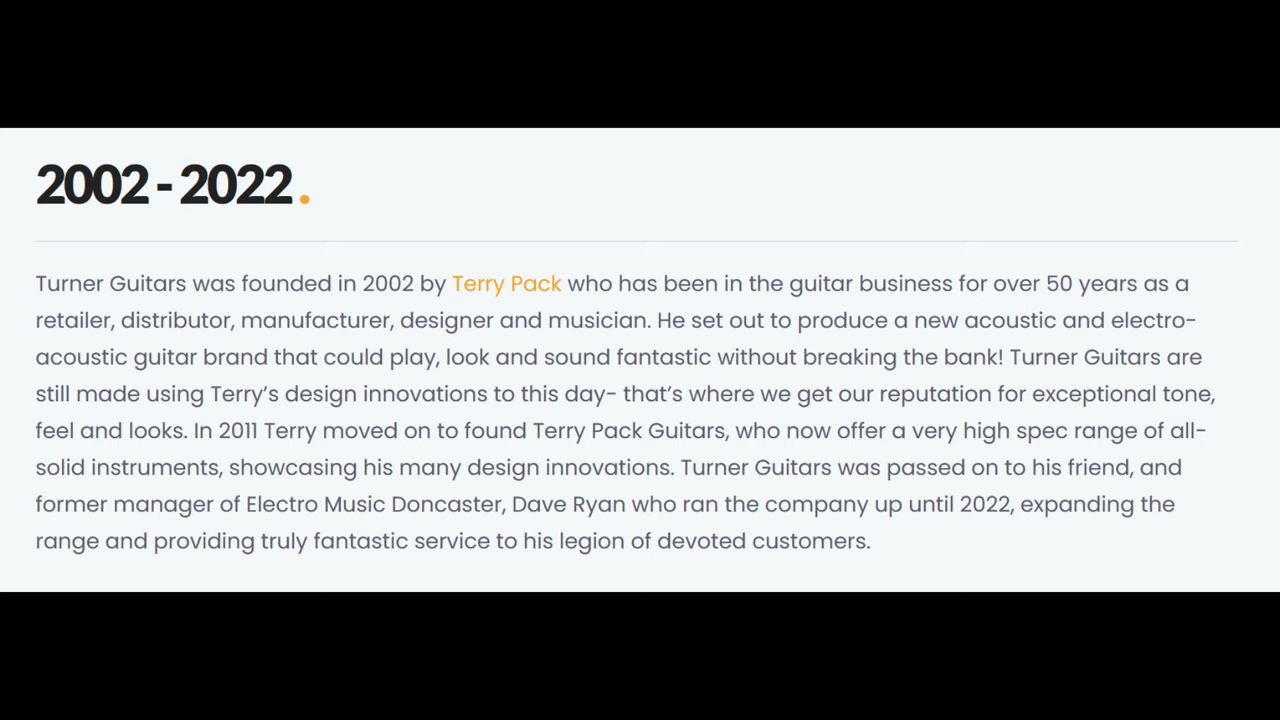 2002 - 2022.
Turner Guitars was founded in 2002 by Terry Pack who has been in the guitar business for over 50 years as a
retailer, distributor, manufacturer, designer and musician. He set out to produce a new acoustic and electro-
acoustic guitar brand that could play, look and sound fantastic without breaking the bank! Turner Guitars are
still made using Terry’s design innovations to this day- that’s where we get our reputation for exceptional tone,
feel and looks. In 2011 Terry moved on to found Terry Pack Guitars, who now offer a very high spec range of all-
solid instruments, showcasing his many design innovations. Turner Guitars was passed on to his friend, and
former manager of Electro Music Doncaster, Dave Ryan who ran the company up until 2022, expanding the
range and providing truly fantastic service to his legion of devoted customers.